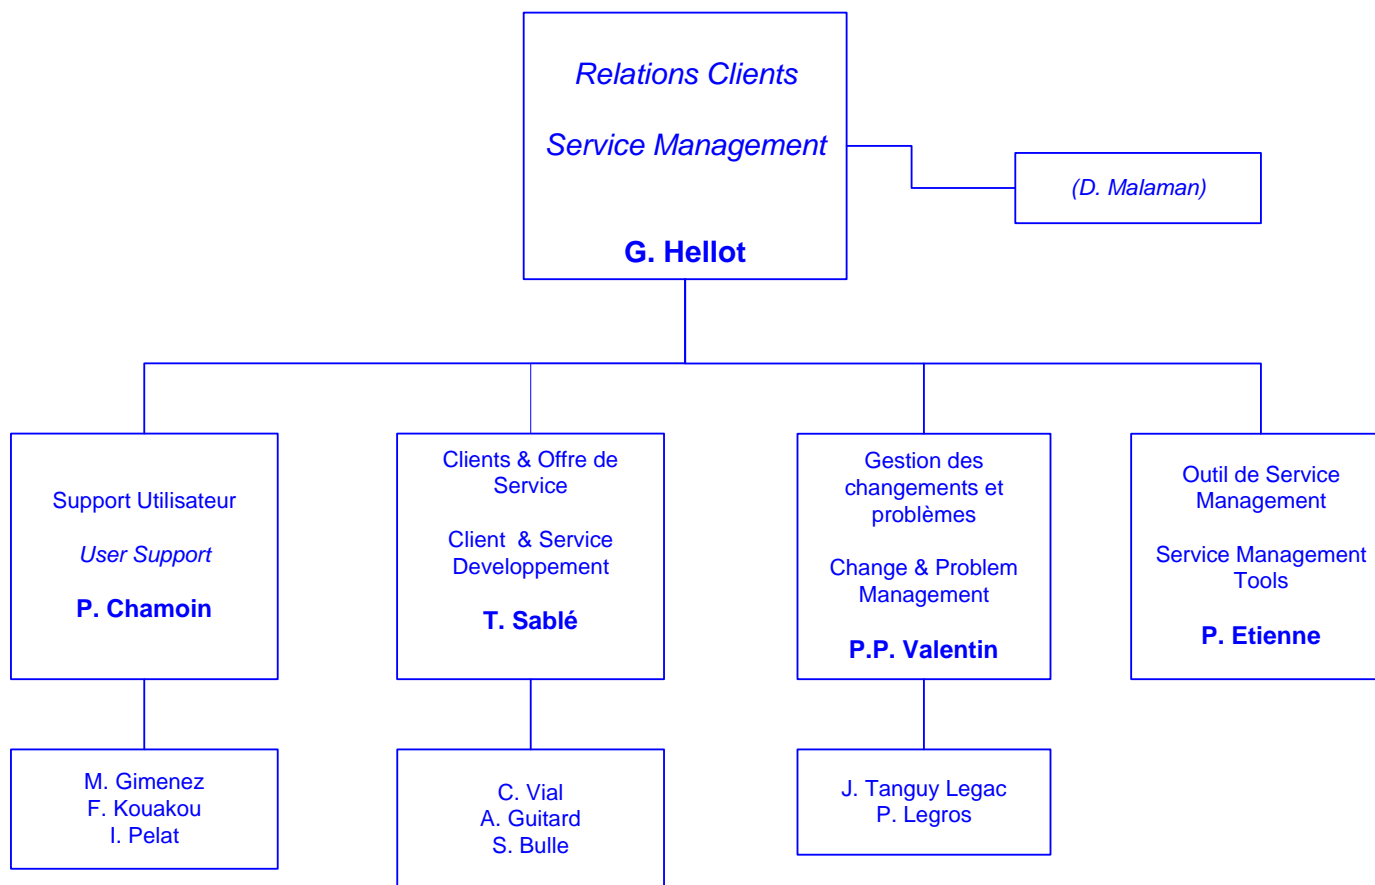 Relations Clients
Service Management
G. Hellot
(D. Malaman)
Support Utilisateur
User Support
P. Chamoin
Clients & Offre de
Service
Client & Service
Developpement
T. Sablé
Gestion des
changements et
problèmes
Change & Problem
Management
P.P. Valentin
Outil de Service
Management
Service Management
Tools
P. Etienne
M. Gimenez
F. Kouakou
I. Pelat
C. Vial
A. Guitard
S. Bulle
J. Tanguy Legac
P. Legros